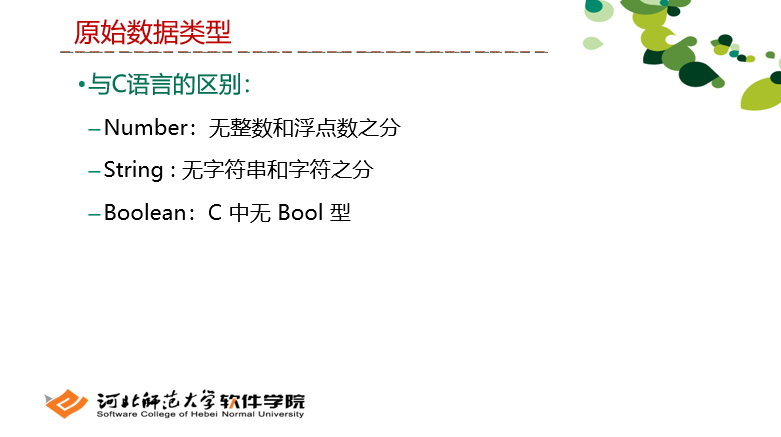 原始数据类型
•与C语言的区别：
–Number：无整数和浮点数之分
–String : 无字符串和字符之分
–Boolean：C 中无 Bool 型
河北师范大学软件学院
Software College of Hebei Normal University